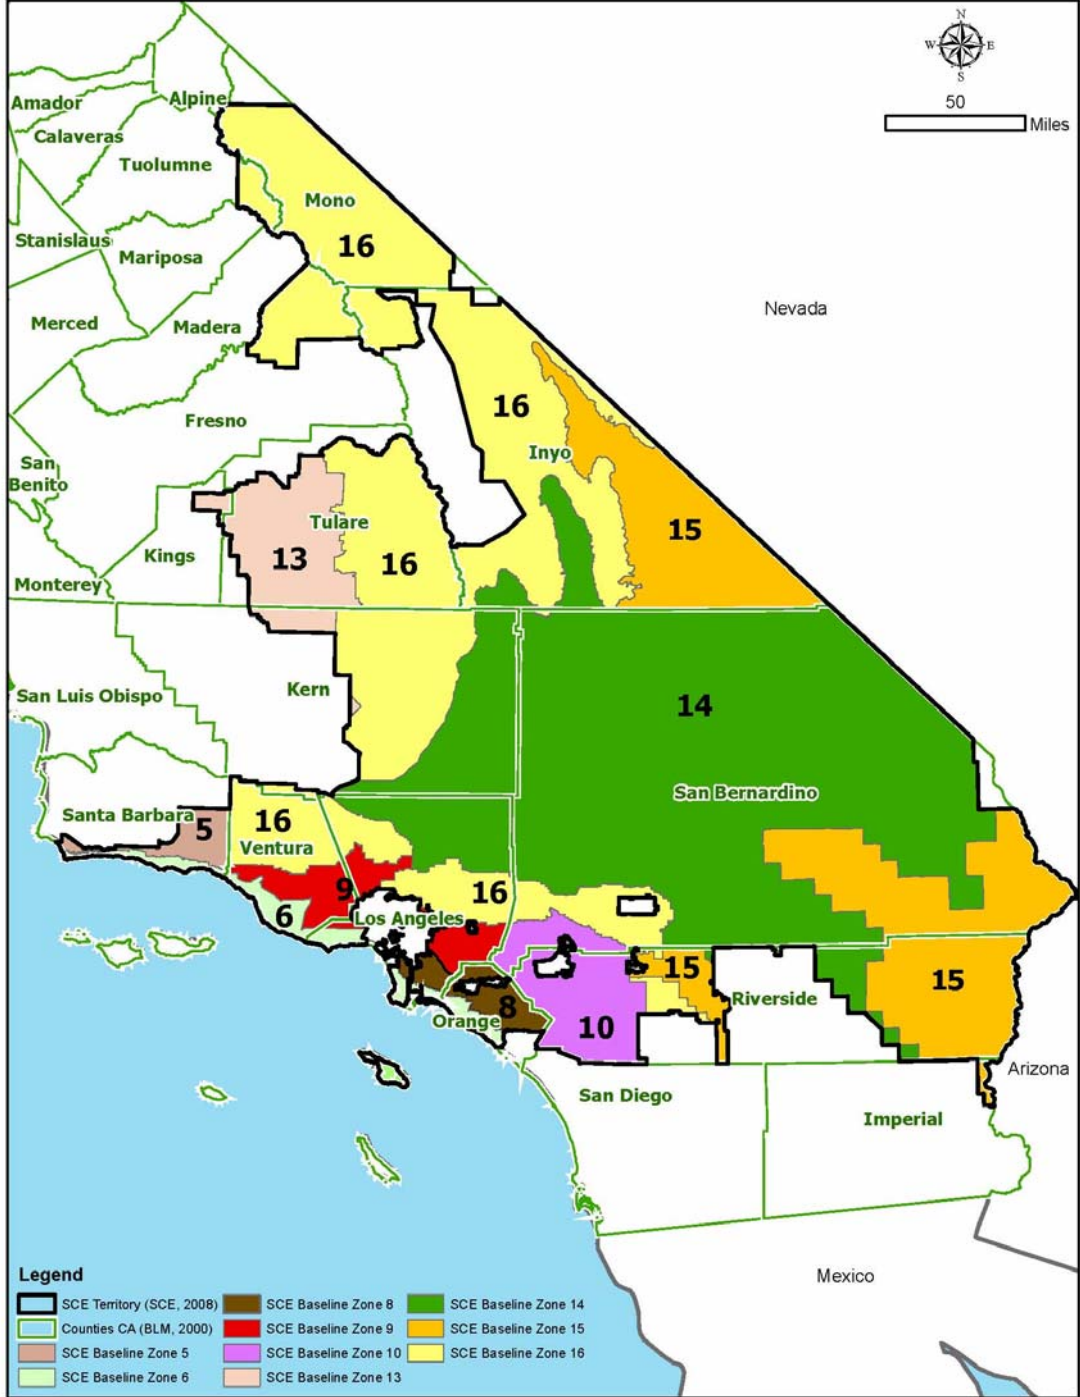 N
W E
S
50
Miles
Amador
Alpine
Calaveras
Tuolumne
Mono
16
Stanislaus
Mariposa
Nevada
Merced
Madera
16
Fresno
Inyo
San
Benito
Tulare
15
Kings
13
16
Monterey
Kern
San Luis Obispo
14
San Bernardino
Santa Barbara
5
16
Ventura
9
16
6
Los Angeles
15
15
Riverside
8
Orange
10
Arizona
San Diego
Imperial
Mexico
Legend
SCE Territory (SCE, 2008)
Counties CA (BLM, 2000)
SCE Baseline Zone 5
SCE Baseline Zone 6
SCE Baseline Zone 8
SCE Baseline Zone 9
SCE Baseline Zone 10
SCE Baseline Zone 13
SCE Baseline Zone 14
SCE Baseline Zone 15
SCE Baseline Zone 16